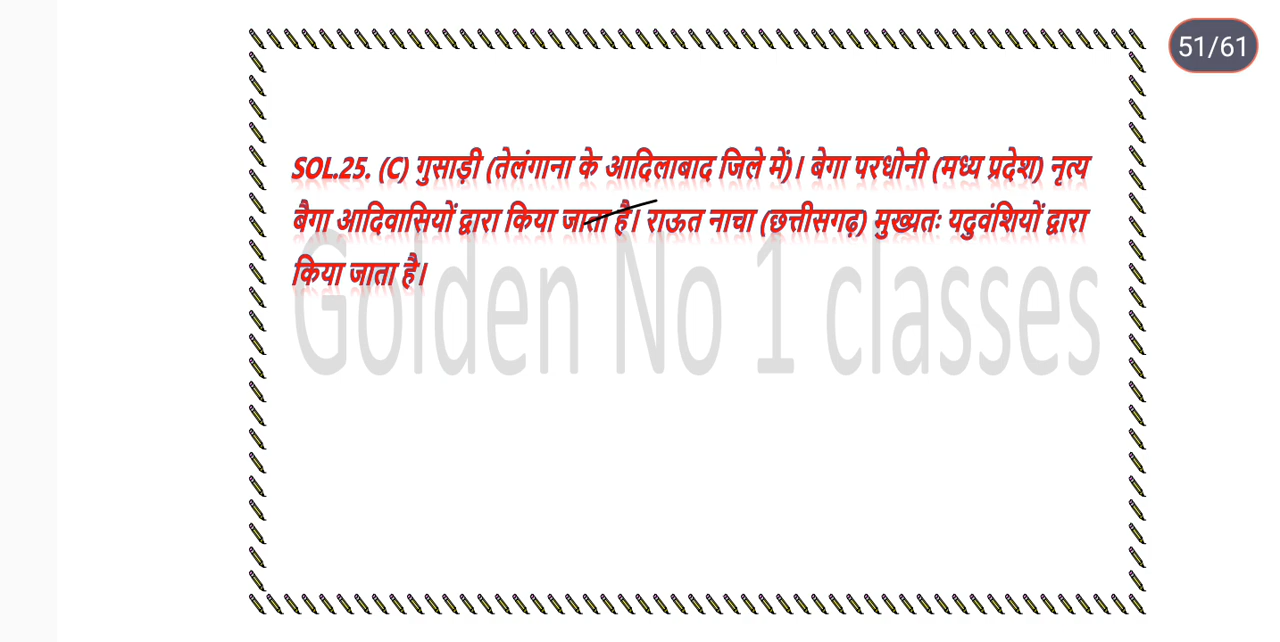 51/61
SOL.25. (C) गुसाड़ी (तेलंगाना के आदिलाबाद जिले में)। बेगा परधोनी (मध्य प्रदेश) नृत्य
बैगा आदिवासियों द्वारा किया जाता है। राऊत नाचा (छत्तीसगढ़) मुख्यतः यदुवंशियों द्वारा
किया जाता है।
Golden No 1 classes